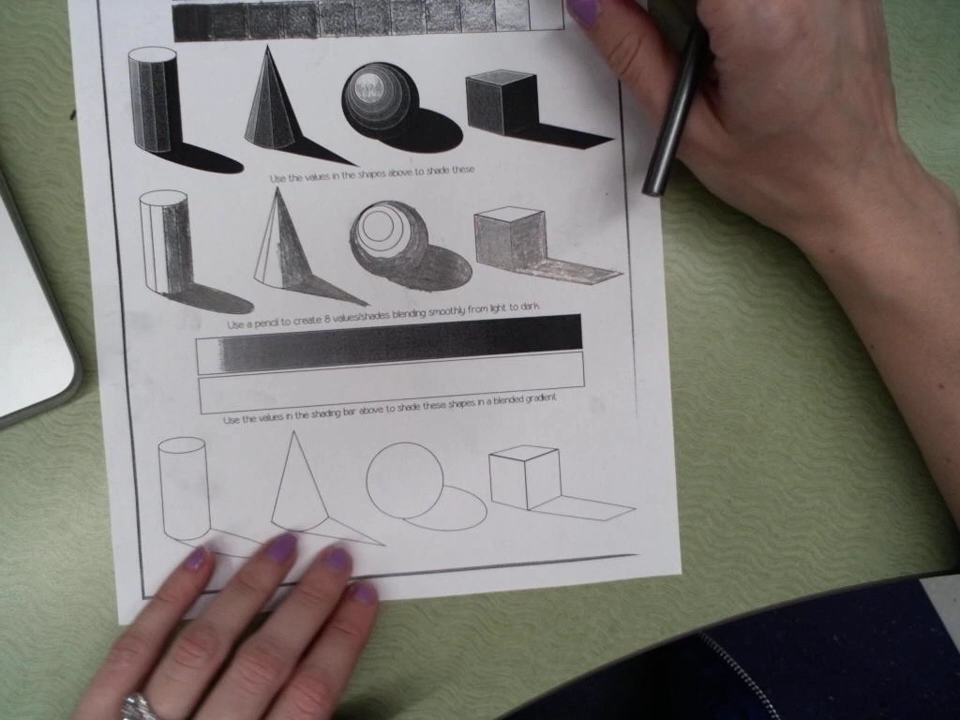 Use the values in the shapes above to shade these
Use a pencil to create 8 values/shades blending smoothly from light to dark.
Use the values in the shading bar above to shade these shapes in a blended gradient